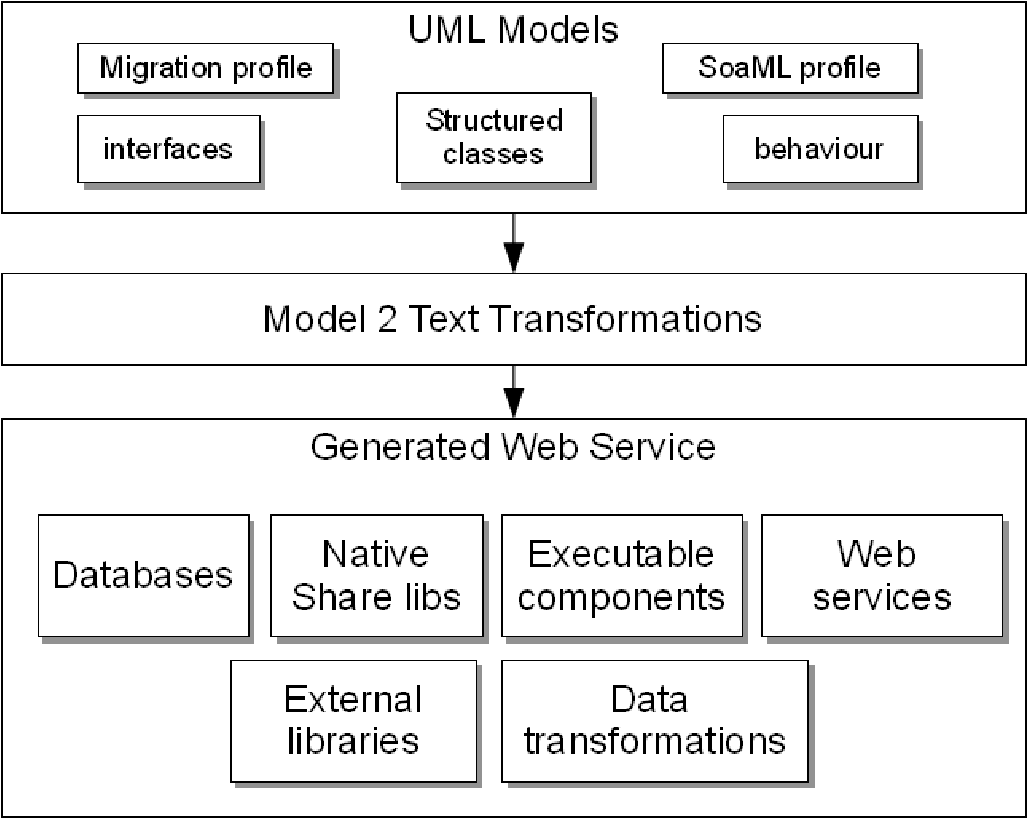 UML Models
Migration profile
SoaML profile
interfaces
Structured
classes
behaviour
Model 2 Text Transformations
Generated Web Service
Databases
Native
Share libs
Executable
components
Web
services
External
libraries
Data
transformations